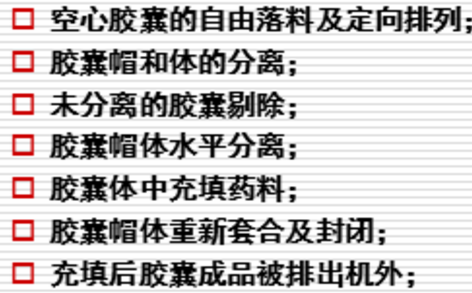 空心胶囊的自由落料及定向排列;
胶囊帽和体的分离;
未分离的胶囊剔除;
胶囊帽体水平分离;
胶囊体中充填药料;
胶囊帽体重新套合及封闭;
充填后胶囊成品被排出机外;